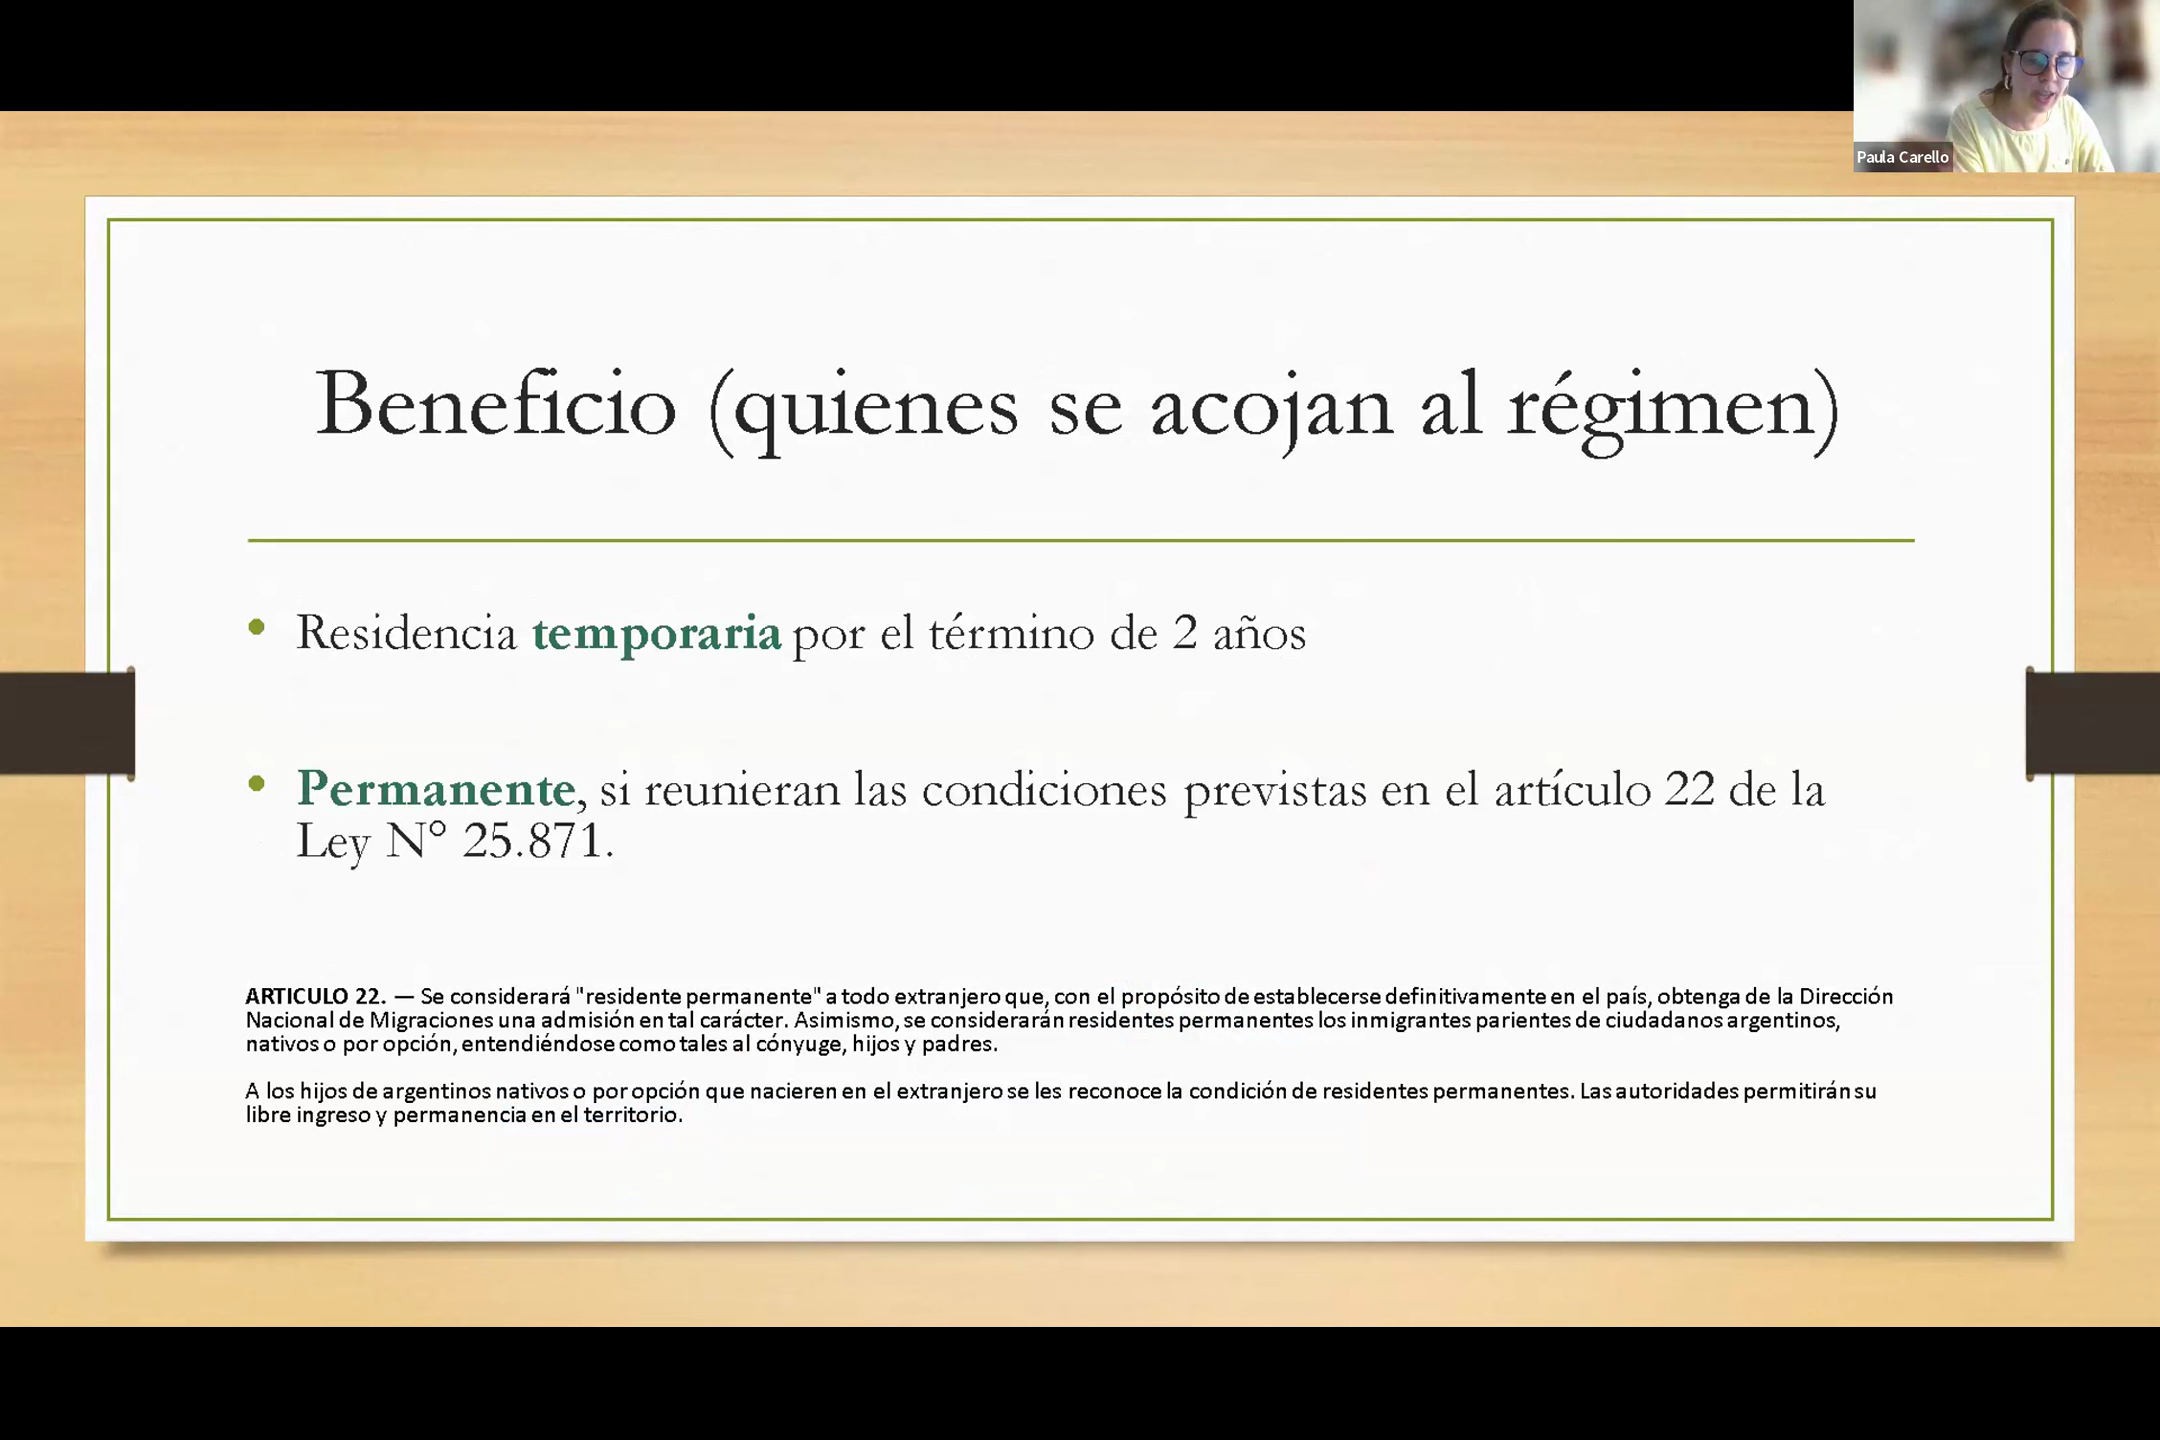 Paula Carello
Beneficio (quienes se acojan al régimen)
• Residencia temporaria por el término de 2 años
• Permanente, si reunieran las condiciones previstas en el artículo 22 de la
Ley N° 25.871.
ARTICULO 22. — Se considerará "residente permanente" a todo extranjero que, con el propósito de establecerse definitivamente en el país, obtenga de la Dirección
Nacional de Migraciones una admisión en tal carácter. Asimismo, se considerarán residentes permanentes los inmigrantes parientes de ciudadanos argentinos,
nativos o por opción, entendiéndose como tales al cónyuge, hijos y padres.
A los hijos de argentinos nativos o por opción que nacieren en el extranjero se les reconoce la condición de residentes permanentes. Las autoridades permitirán su
libre ingreso y permanencia en el territorio.